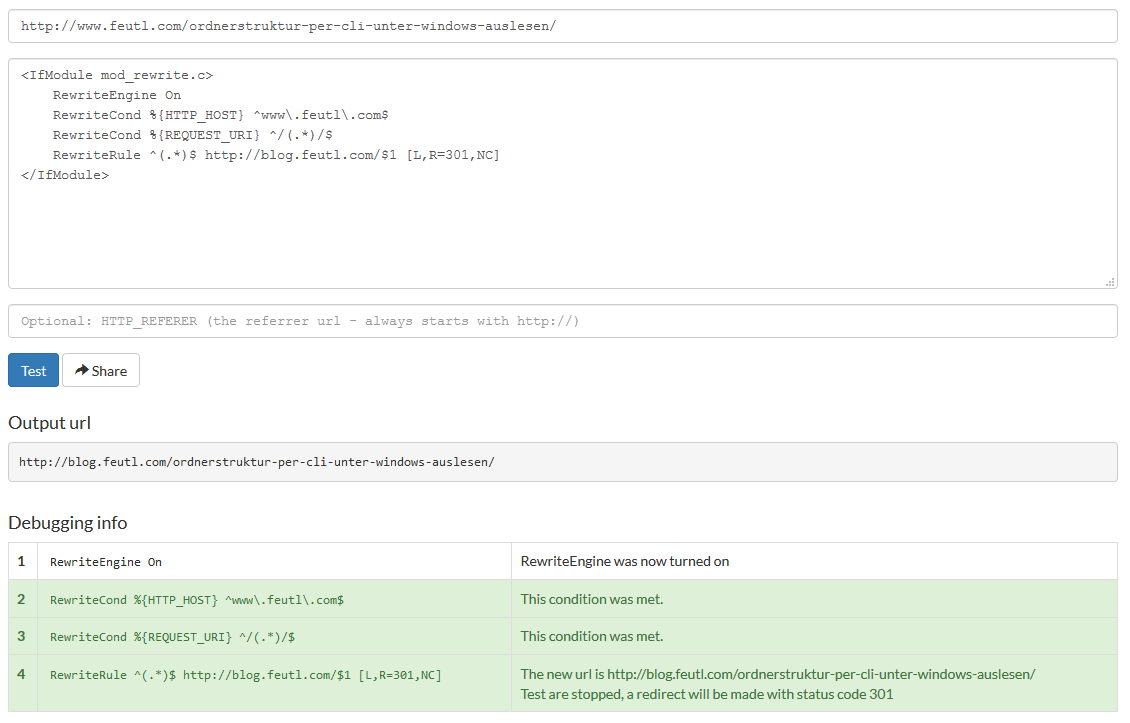 http://www.feutl.com/ordnerstruktur-per-cli-unter-windows-auslesen/
<IfModule mod_rewrite.c>
    RewriteEngine On
    RewriteCond %{HTTP_HOST} ^www\.feutl\.com$
    RewriteCond %{REQUEST_URI} ^/(.*)/$
    RewriteRule ^(.*)$ http://blog.feutl.com/$1 [L,R=301,NC]
</IfModule>
Optional: HTTP_REFERER (the referrer url - always starts with http://)
Test Share
Output url
http://blog.feutl.com/ordnerstruktur-per-cli-unter-windows-auslesen/
Debugging info
1 RewriteEngine On RewriteEngine was now turned on
2 RewriteCond %{HTTP_HOST} ^www\.feutl\.com$ This condition was met.
3 RewriteCond %{REQUEST_URI} ^/(.*)/$ This condition was met.
4 RewriteRule ^(.*)$ http://blog.feutl.com/$1 [L,R=301,NC] The new url is http://blog.feutl.com/ordnerstruktur-per-cli-unter-windows-auslesen/
Test are stopped, a redirect will be made with status code 301